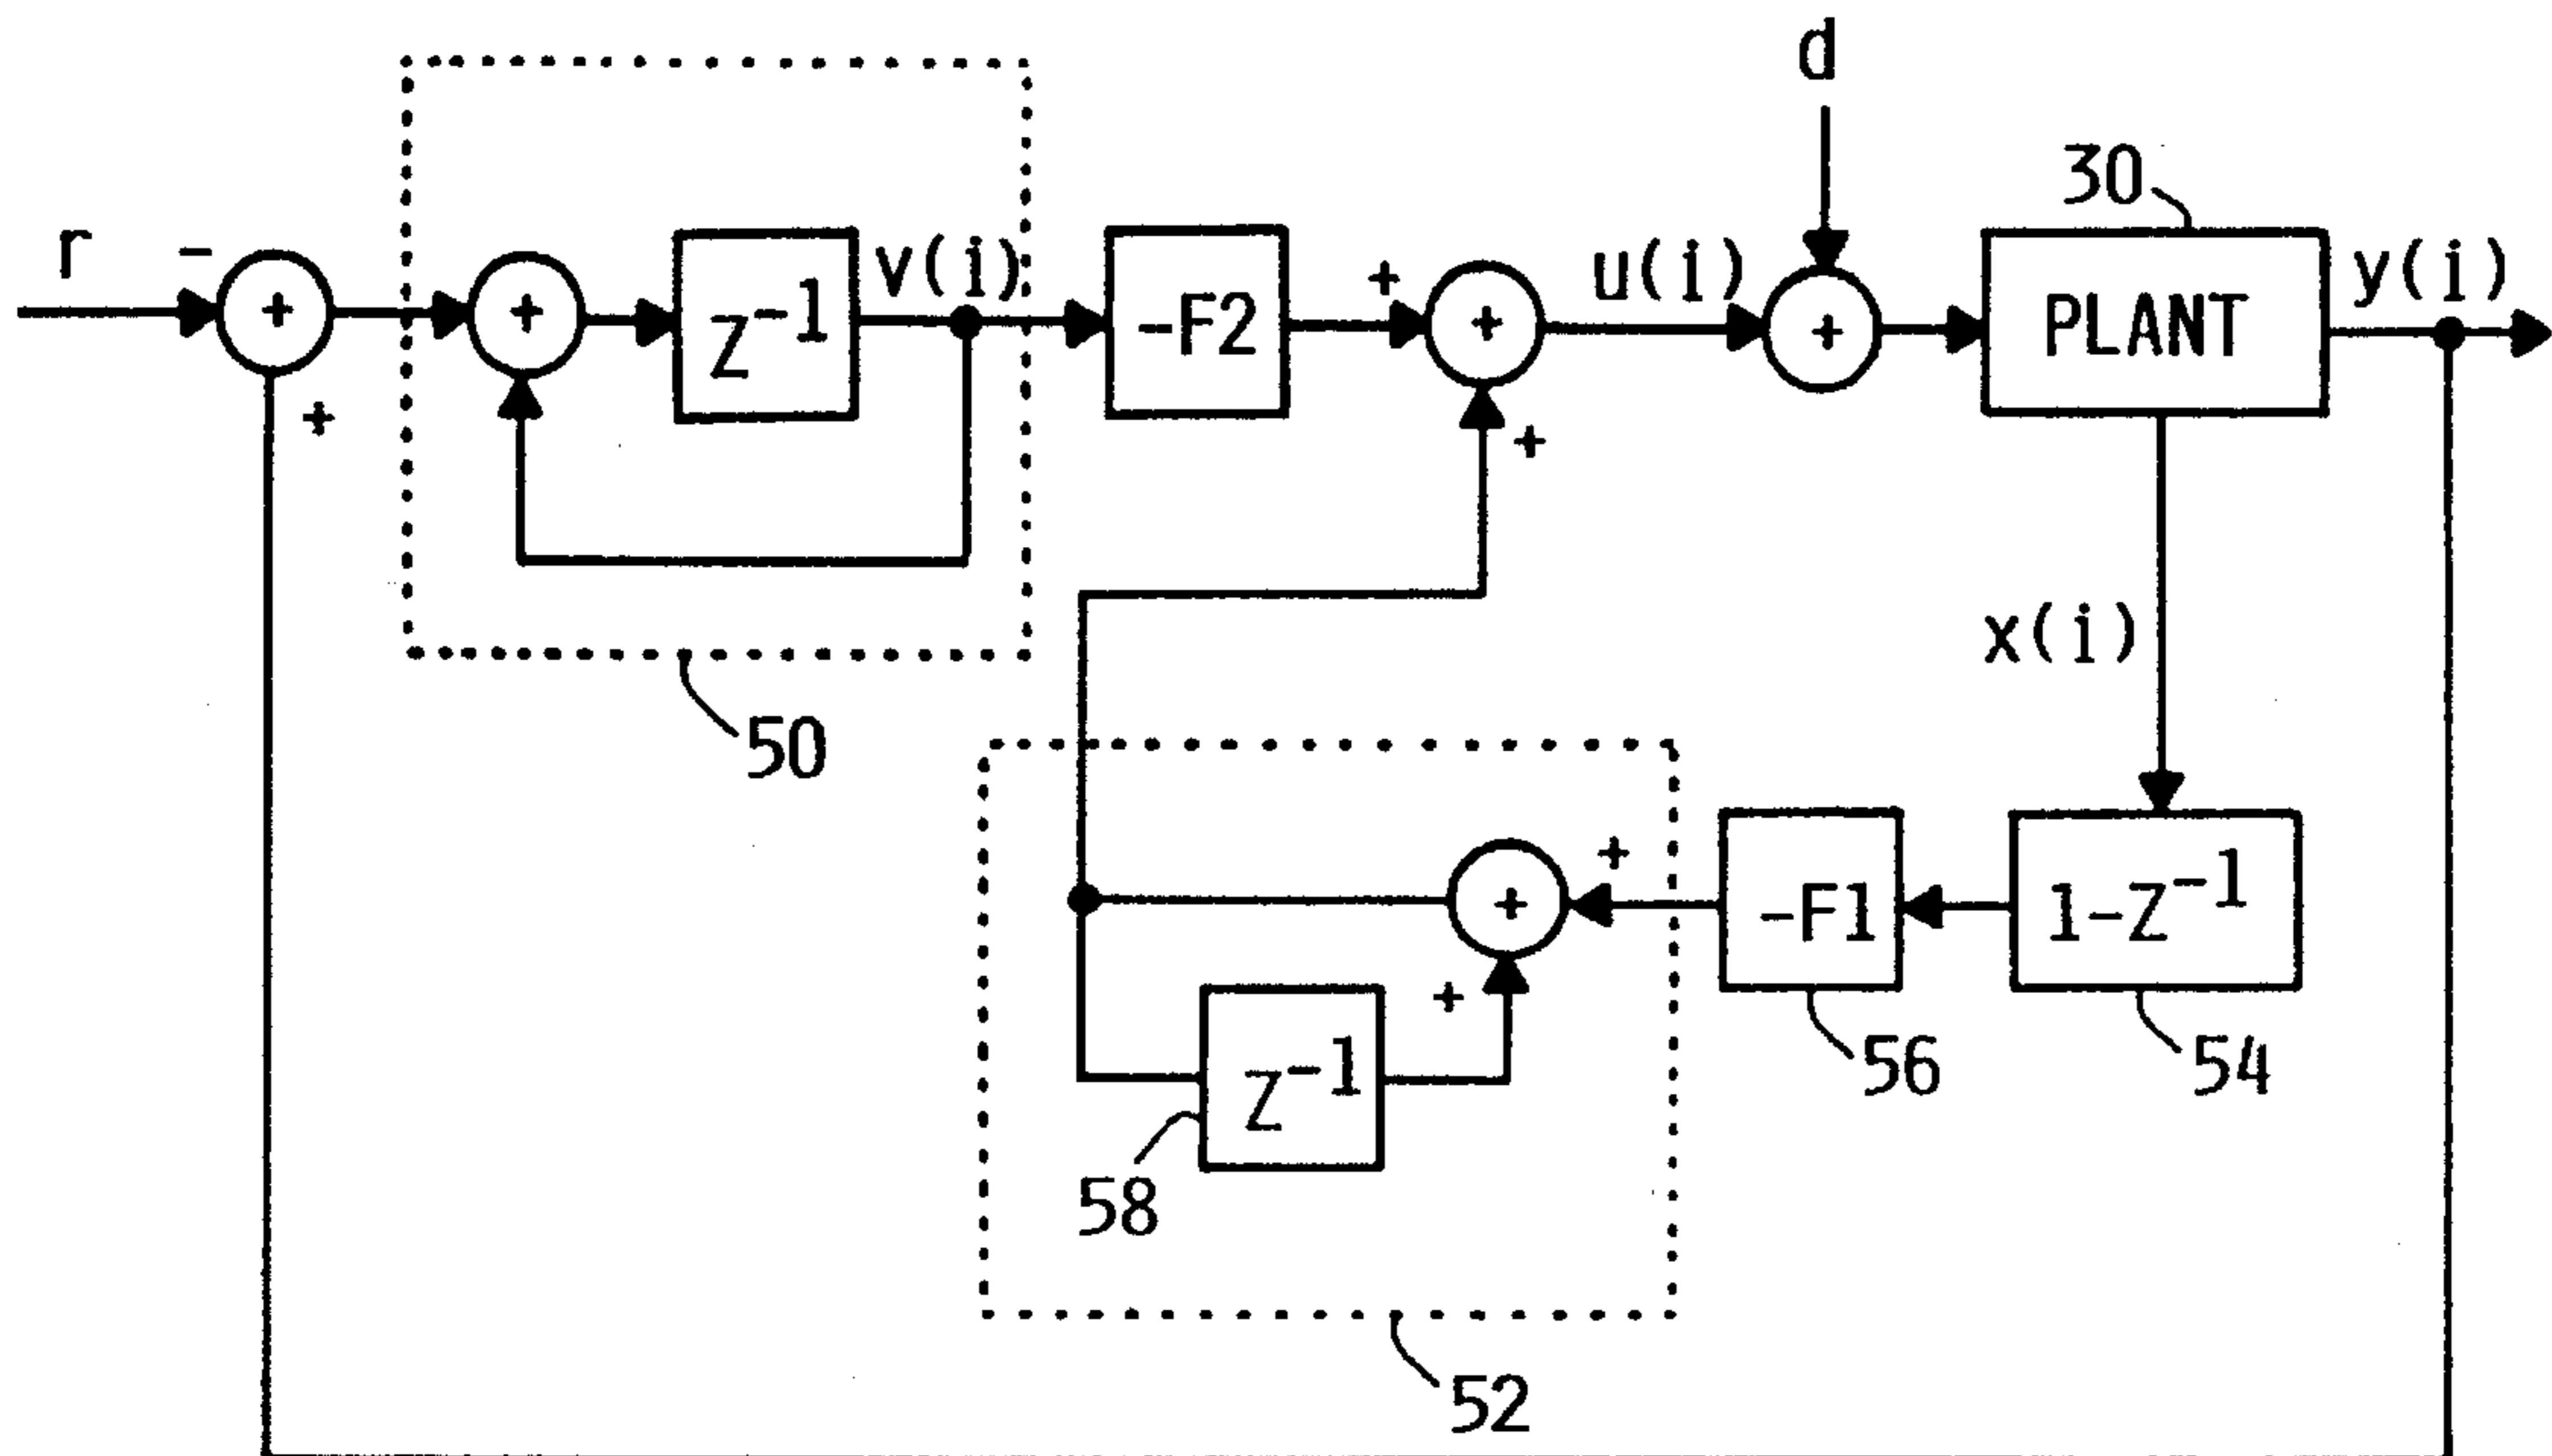 d
30
r
-
+
+
Z-1
v(i)
-F2
+
+
u(i)
+
PLANT
y(i)
+
+
x(i)
50
+
+
-F1
1-Z-1
+
Z-1
56
54
58
52